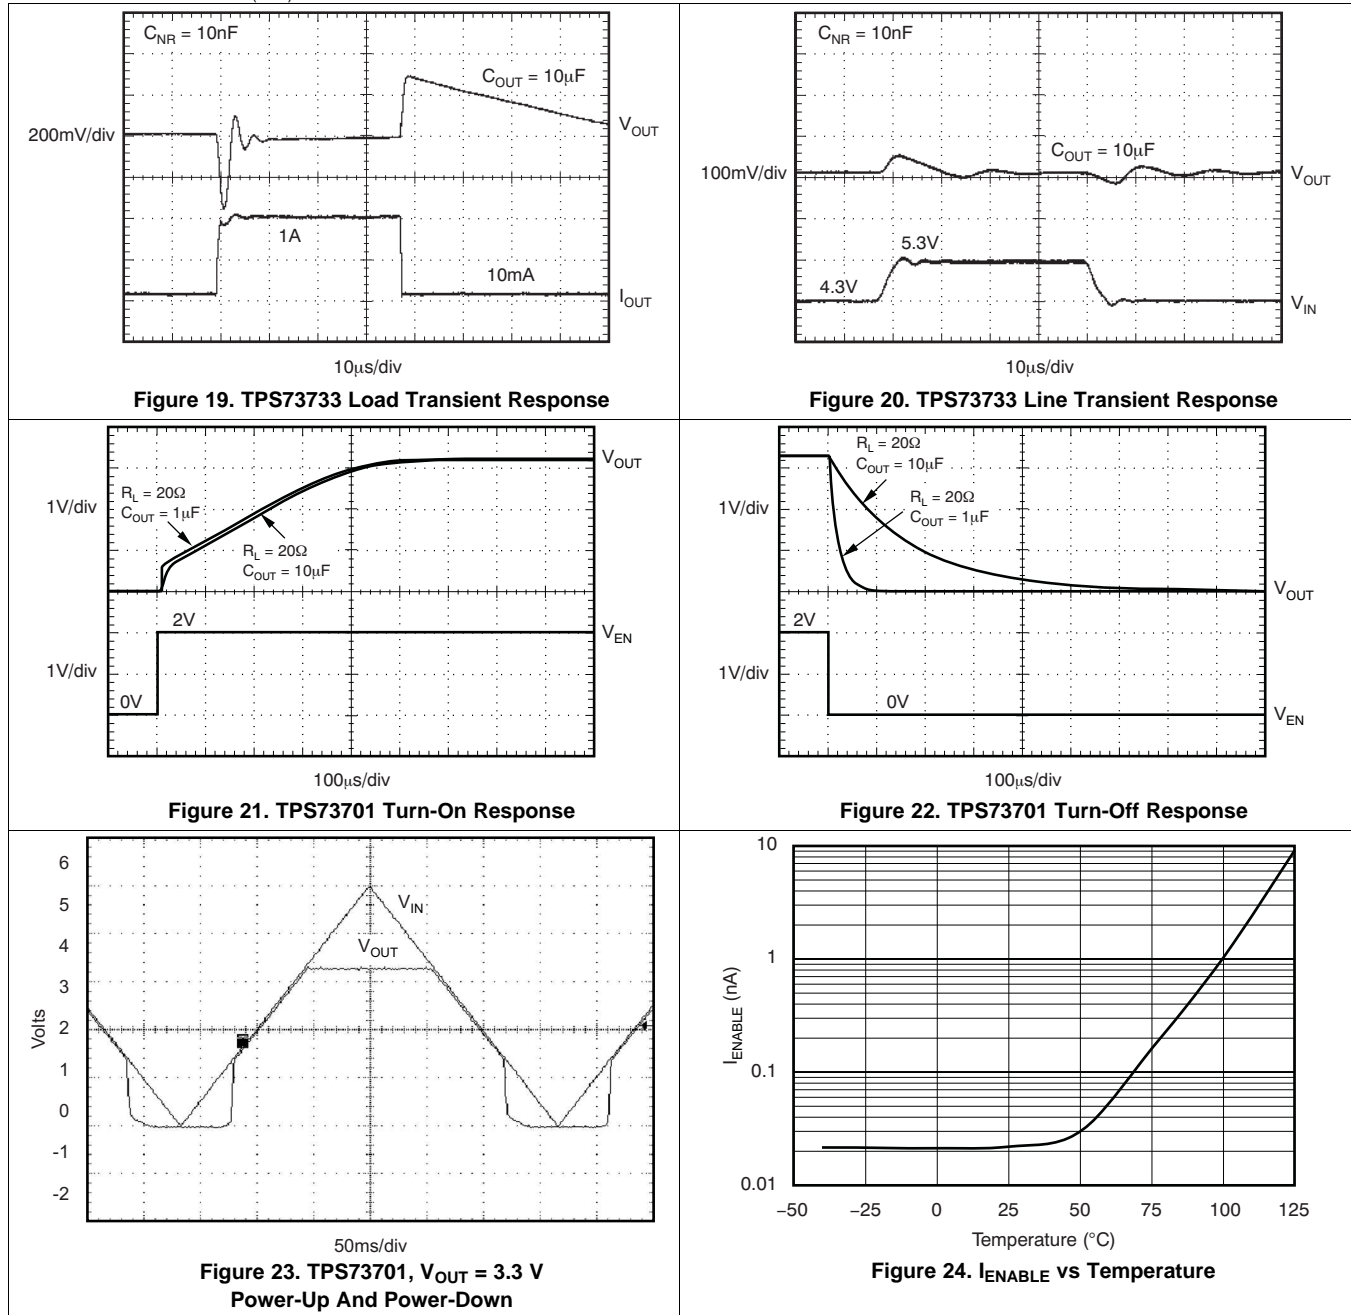 C_NR = 10nF
C_OUT = 10μF
200mV/div
V_OUT
1A
10mA
I_OUT
10μs/div
Figure 19. TPS73733 Load Transient Response
C_NR = 10nF
C_OUT = 10μF
100mV/div
V_OUT
5.3V
4.3V
V_IN
10μs/div
Figure 20. TPS73733 Line Transient Response
V_OUT
1V/div
R_L = 20Ω
C_OUT = 1μF
R_L = 20Ω
C_OUT = 10μF
2V
V_EN
1V/div
0V
100μs/div
Figure 21. TPS73701 Turn-On Response
R_L = 20Ω
C_OUT = 10μF
R_L = 20Ω
C_OUT = 1μF
1V/div
V_OUT
2V
1V/div
0V
V_EN
100μs/div
Figure 22. TPS73701 Turn-Off Response
6
5
4
3
2
1
0
-1
-2
Volts
V_IN
V_OUT
50ms/div
Figure 23. TPS73701, V_OUT = 3.3 V
Power-Up And Power-Down
10
1
0.1
0.01
I_ENABLE (nA)
−50 −25 0 25 50 75 100 125
Temperature (°C)
Figure 24. I_ENABLE vs Temperature